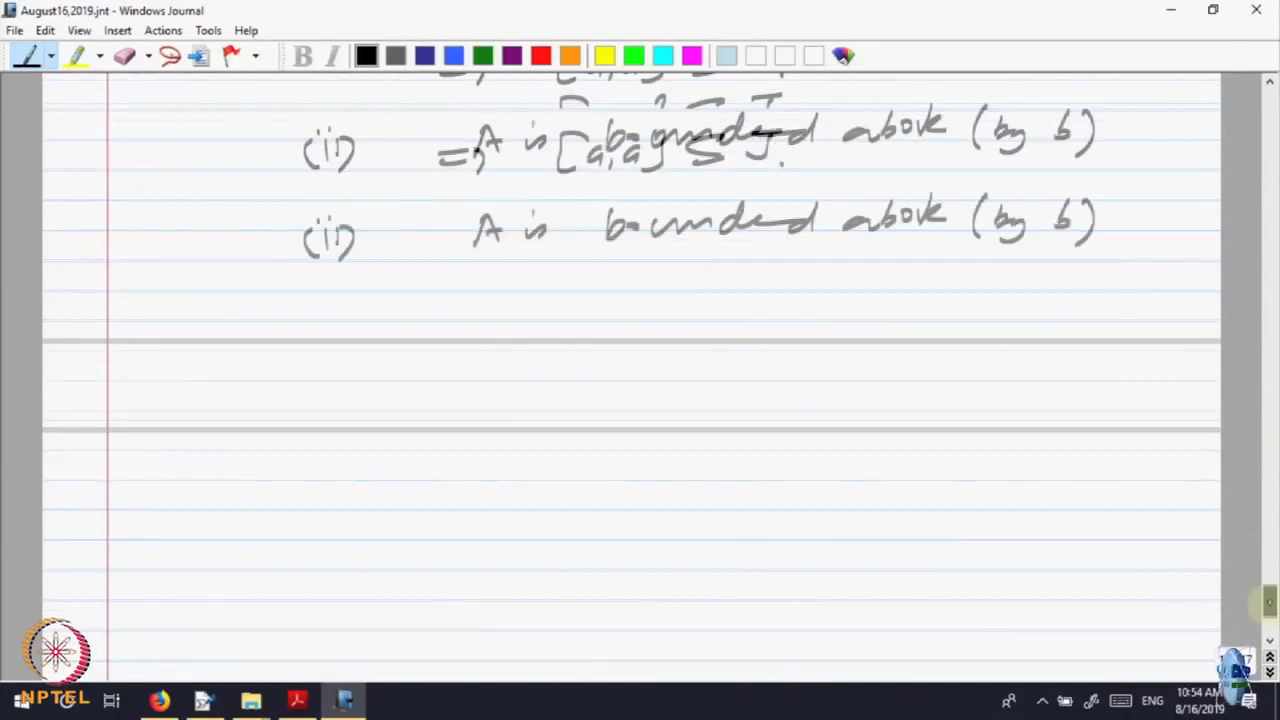 August16,2019.jnt - Windows Journal
File Edit View Insert Actions Tools Help
B I
(ii) A is bounded above (by b)
=> [a,a] ⊆ J.
(ii) A is bounded above (by b)
NPTEL
ENG
10:54 AM
8/16/2019